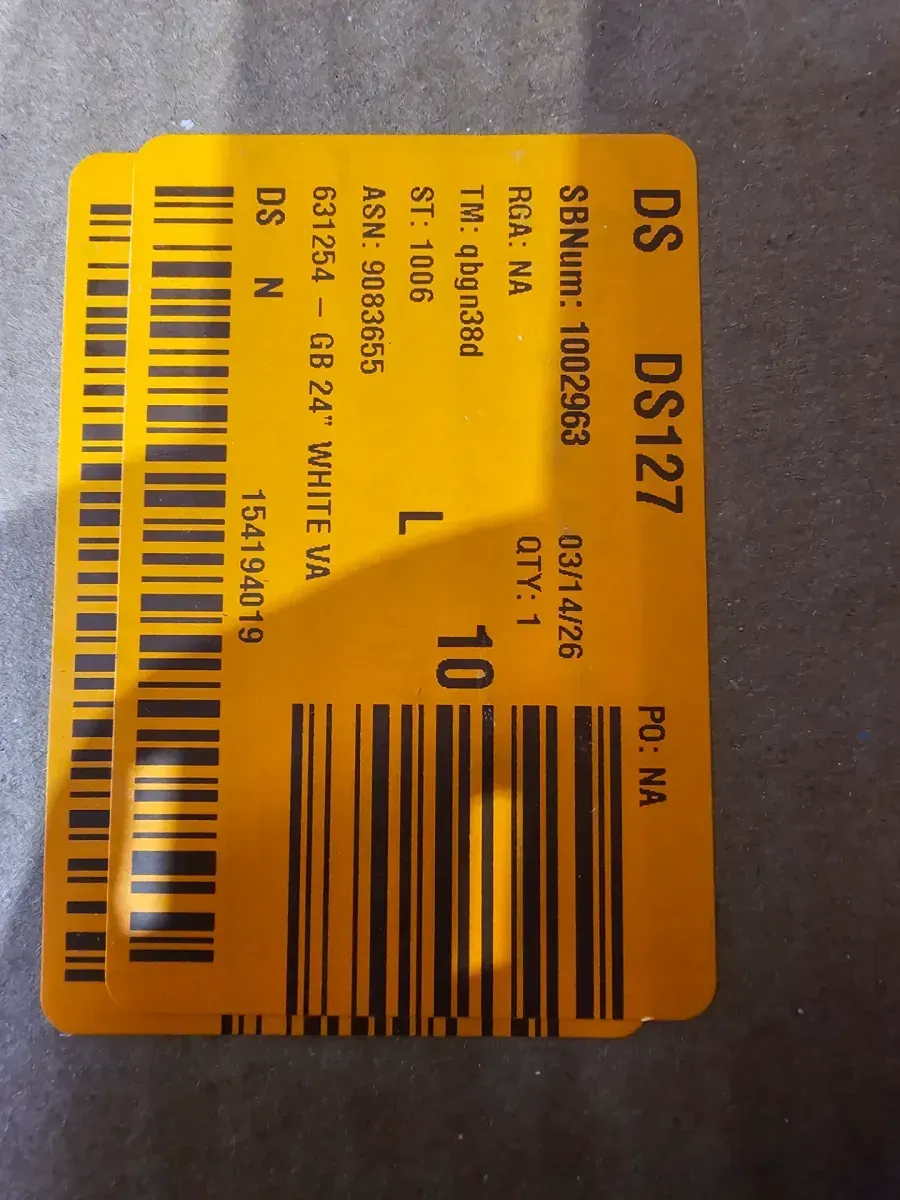 DS DS127
PO: NA
SBNum: 1002963 03/14/26
RGA: NA QTY: 1
TM: qbgn38d 10
ST: 1006 L
ASN: 9083655
631254 - GB 24" WHITE VA
DS N 154194019